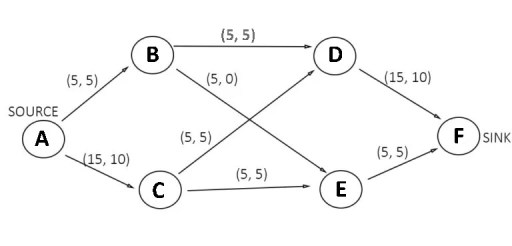 (5, 5)
B
D
(5, 5)
(5, 0)
(15, 10)
SOURCE
A
F
SINK
(5, 5)
(15, 10)
(5, 5)
(5, 5)
C
E